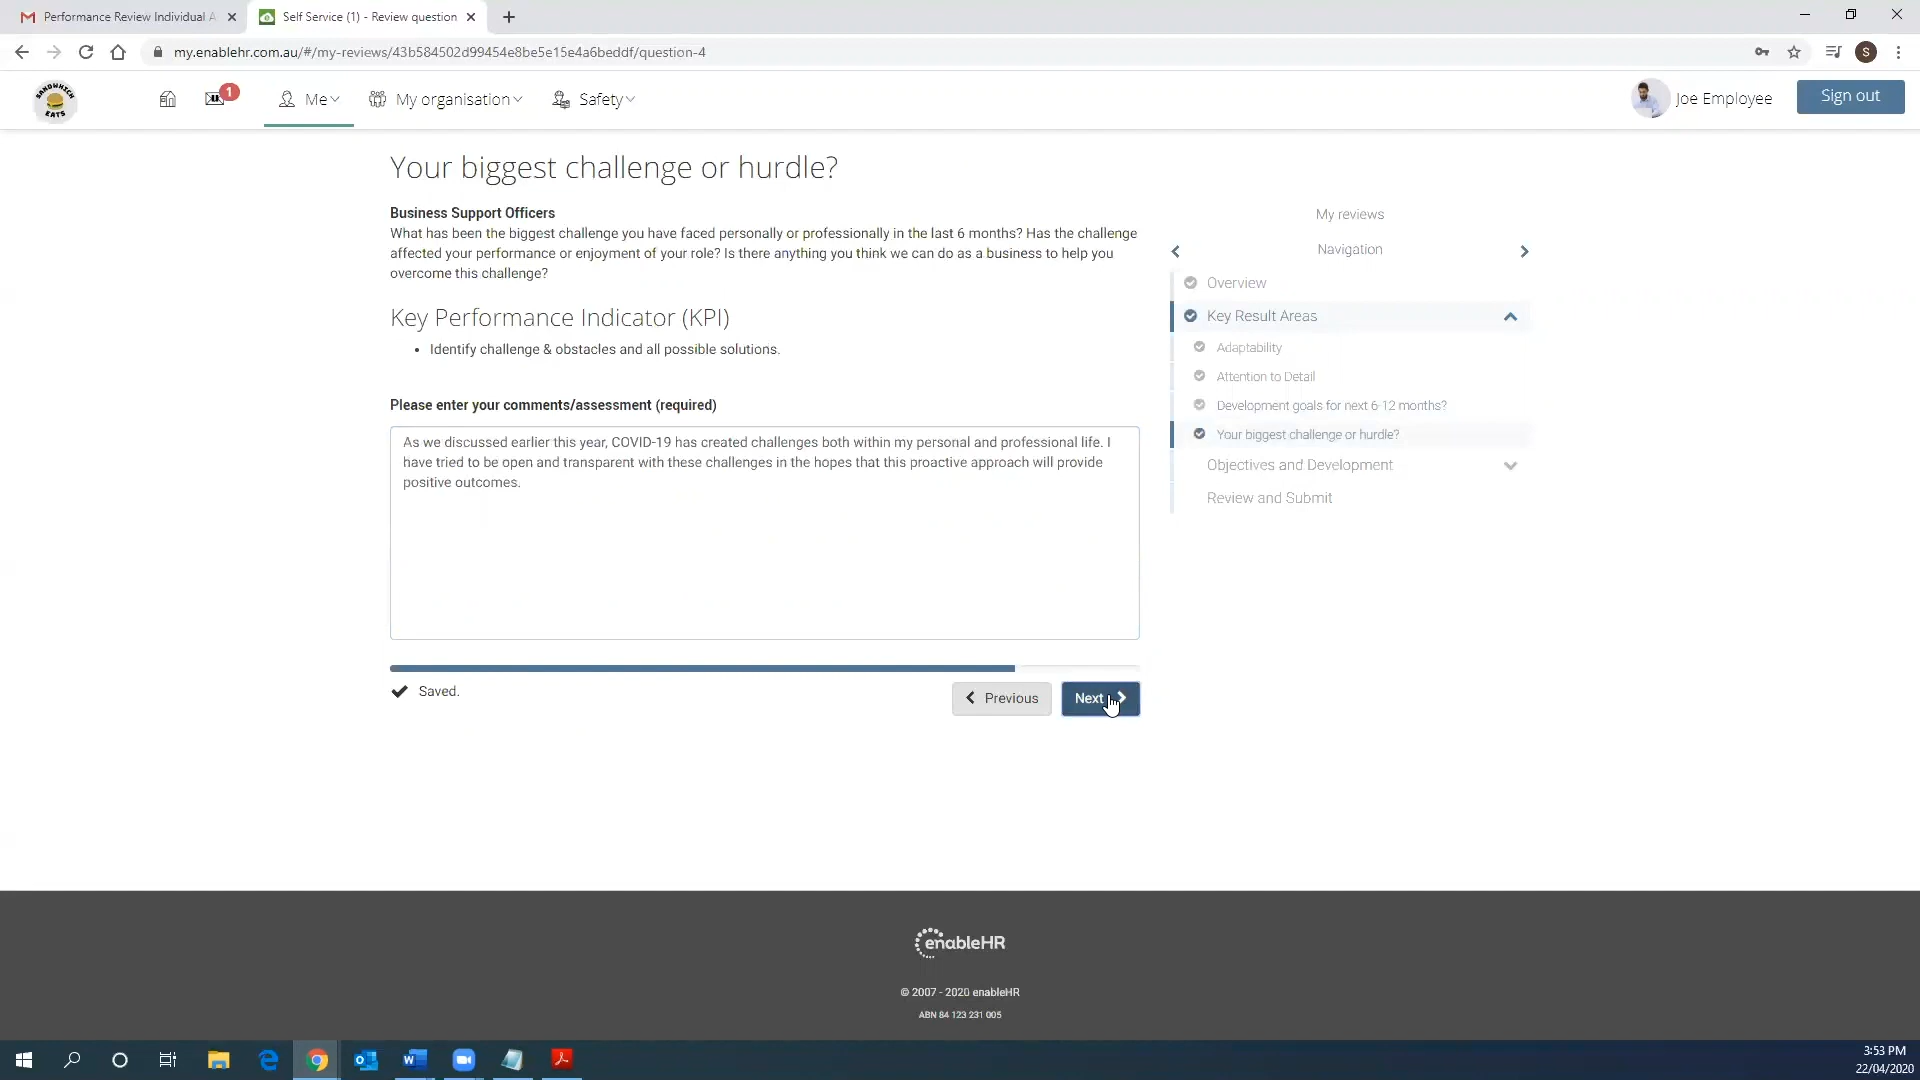 Performance Review Individual A
Self Service (1) - Review question
my.enablehr.com.au/#/my-reviews/43b584502d99454e8be5e15e4a6beddf/question-4
S
SANDWHICH
EATS
1
Me
My organisation
Safety
Joe Employee
Sign out
Your biggest challenge or hurdle?
Business Support Officers
What has been the biggest challenge you have faced personally or professionally in the last 6 months? Has the challenge
affected your performance or enjoyment of your role? Is there anything you think we can do as a business to help you
overcome this challenge?
Key Performance Indicator (KPI)
• Identify challenge & obstacles and all possible solutions.
Please enter your comments/assessment (required)
As we discussed earlier this year, COVID-19 has created challenges both within my personal and professional life. I
have tried to be open and transparent with these challenges in the hopes that this proactive approach will provide
positive outcomes.
Saved.
Previous
Next
My reviews
Navigation
Overview
Key Result Areas
Adaptability
Attention to Detail
Development goals for next 6-12 months?
Your biggest challenge or hurdle?
Objectives and Development
Review and Submit
enableHR
© 2007 - 2020 enableHR
ABN 84 123 231 005
3:53 PM
22/04/2020